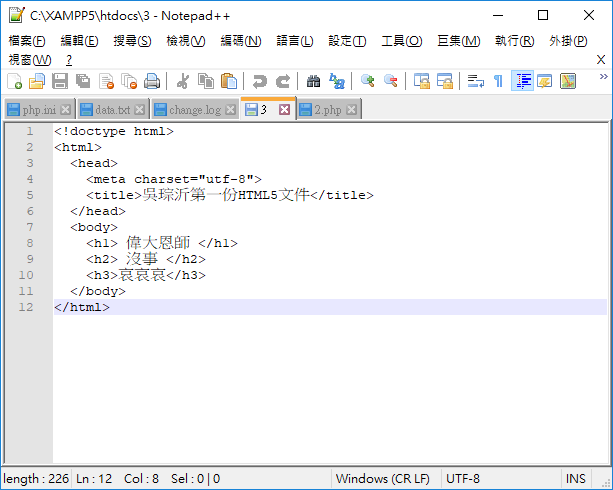 C:\XAMPP5\htdocs\3 - Notepad++
檔案(F) 編輯(E) 搜尋(S) 檢視(V) 編碼(N) 語言(L) 設定(T) 工具(O) 巨集(M) 執行(R) 外掛(P)
視窗(W) ? X
php.ini data.txt change.log 3 2.php
1 <!doctype html>
2 <html>
3 <head>
4 <meta charset="utf-8">
5 <title>吳琮沂第一份HTML5文件</title>
6 </head>
7 <body>
8 <h1> 偉大恩師 </h1>
9 <h2> 沒事 </h2>
10 <h3>哀哀哀</h3>
11 </body>
12 </html>
length : 226 Ln : 12 Col : 8 Sel : 0 | 0 Windows (CR LF) UTF-8 INS